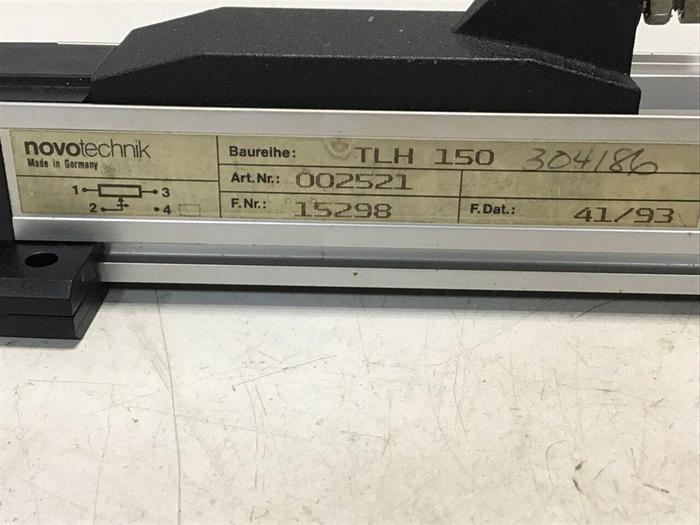 novotechnik
Made in Germany
Baureihe: TLH 150 304186
Art.Nr.: 002521
F.Nr.: 15298 F.Dat.: 41/93
1 3
2 4